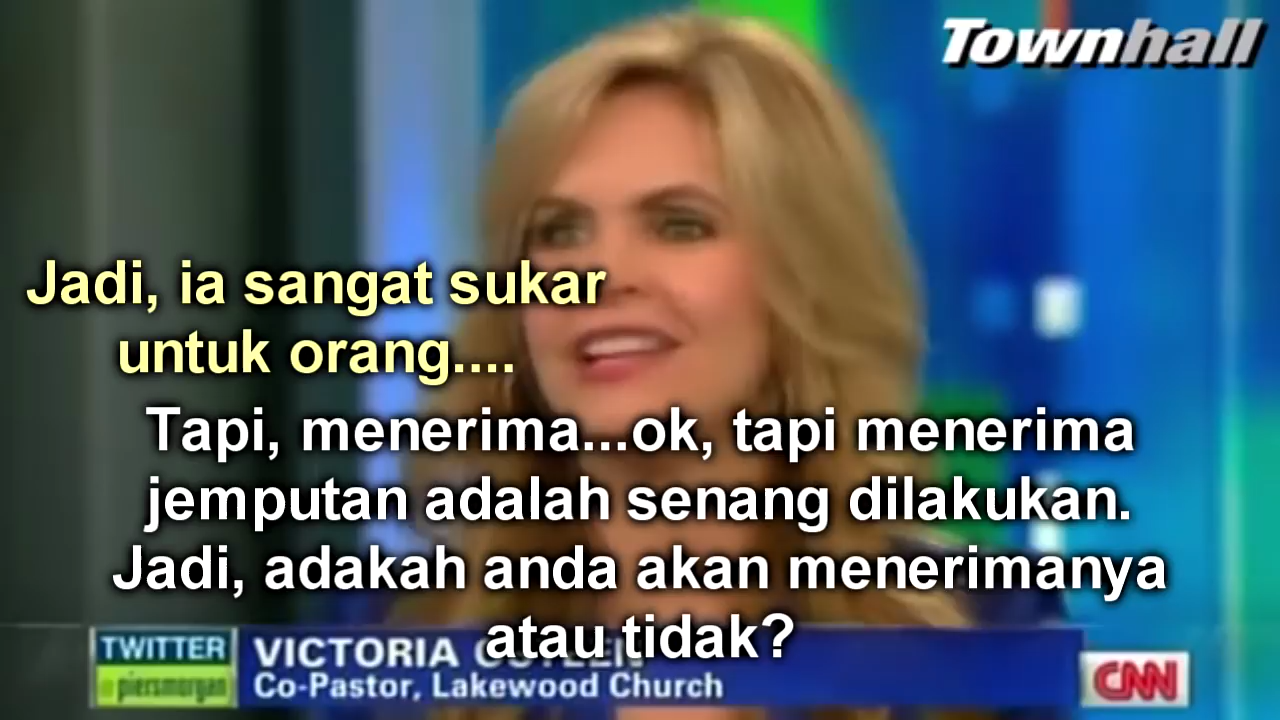 Townhall
Jadi, ia sangat sukar
untuk orang....
Tapi, menerima...ok, tapi menerima
jemputan adalah senang dilakukan.
Jadi, adakah anda akan menerimanya
atau tidak?
TWITTER
VICTORIA
piersmorgan
Co-Pastor, Lakewood Church
CNN